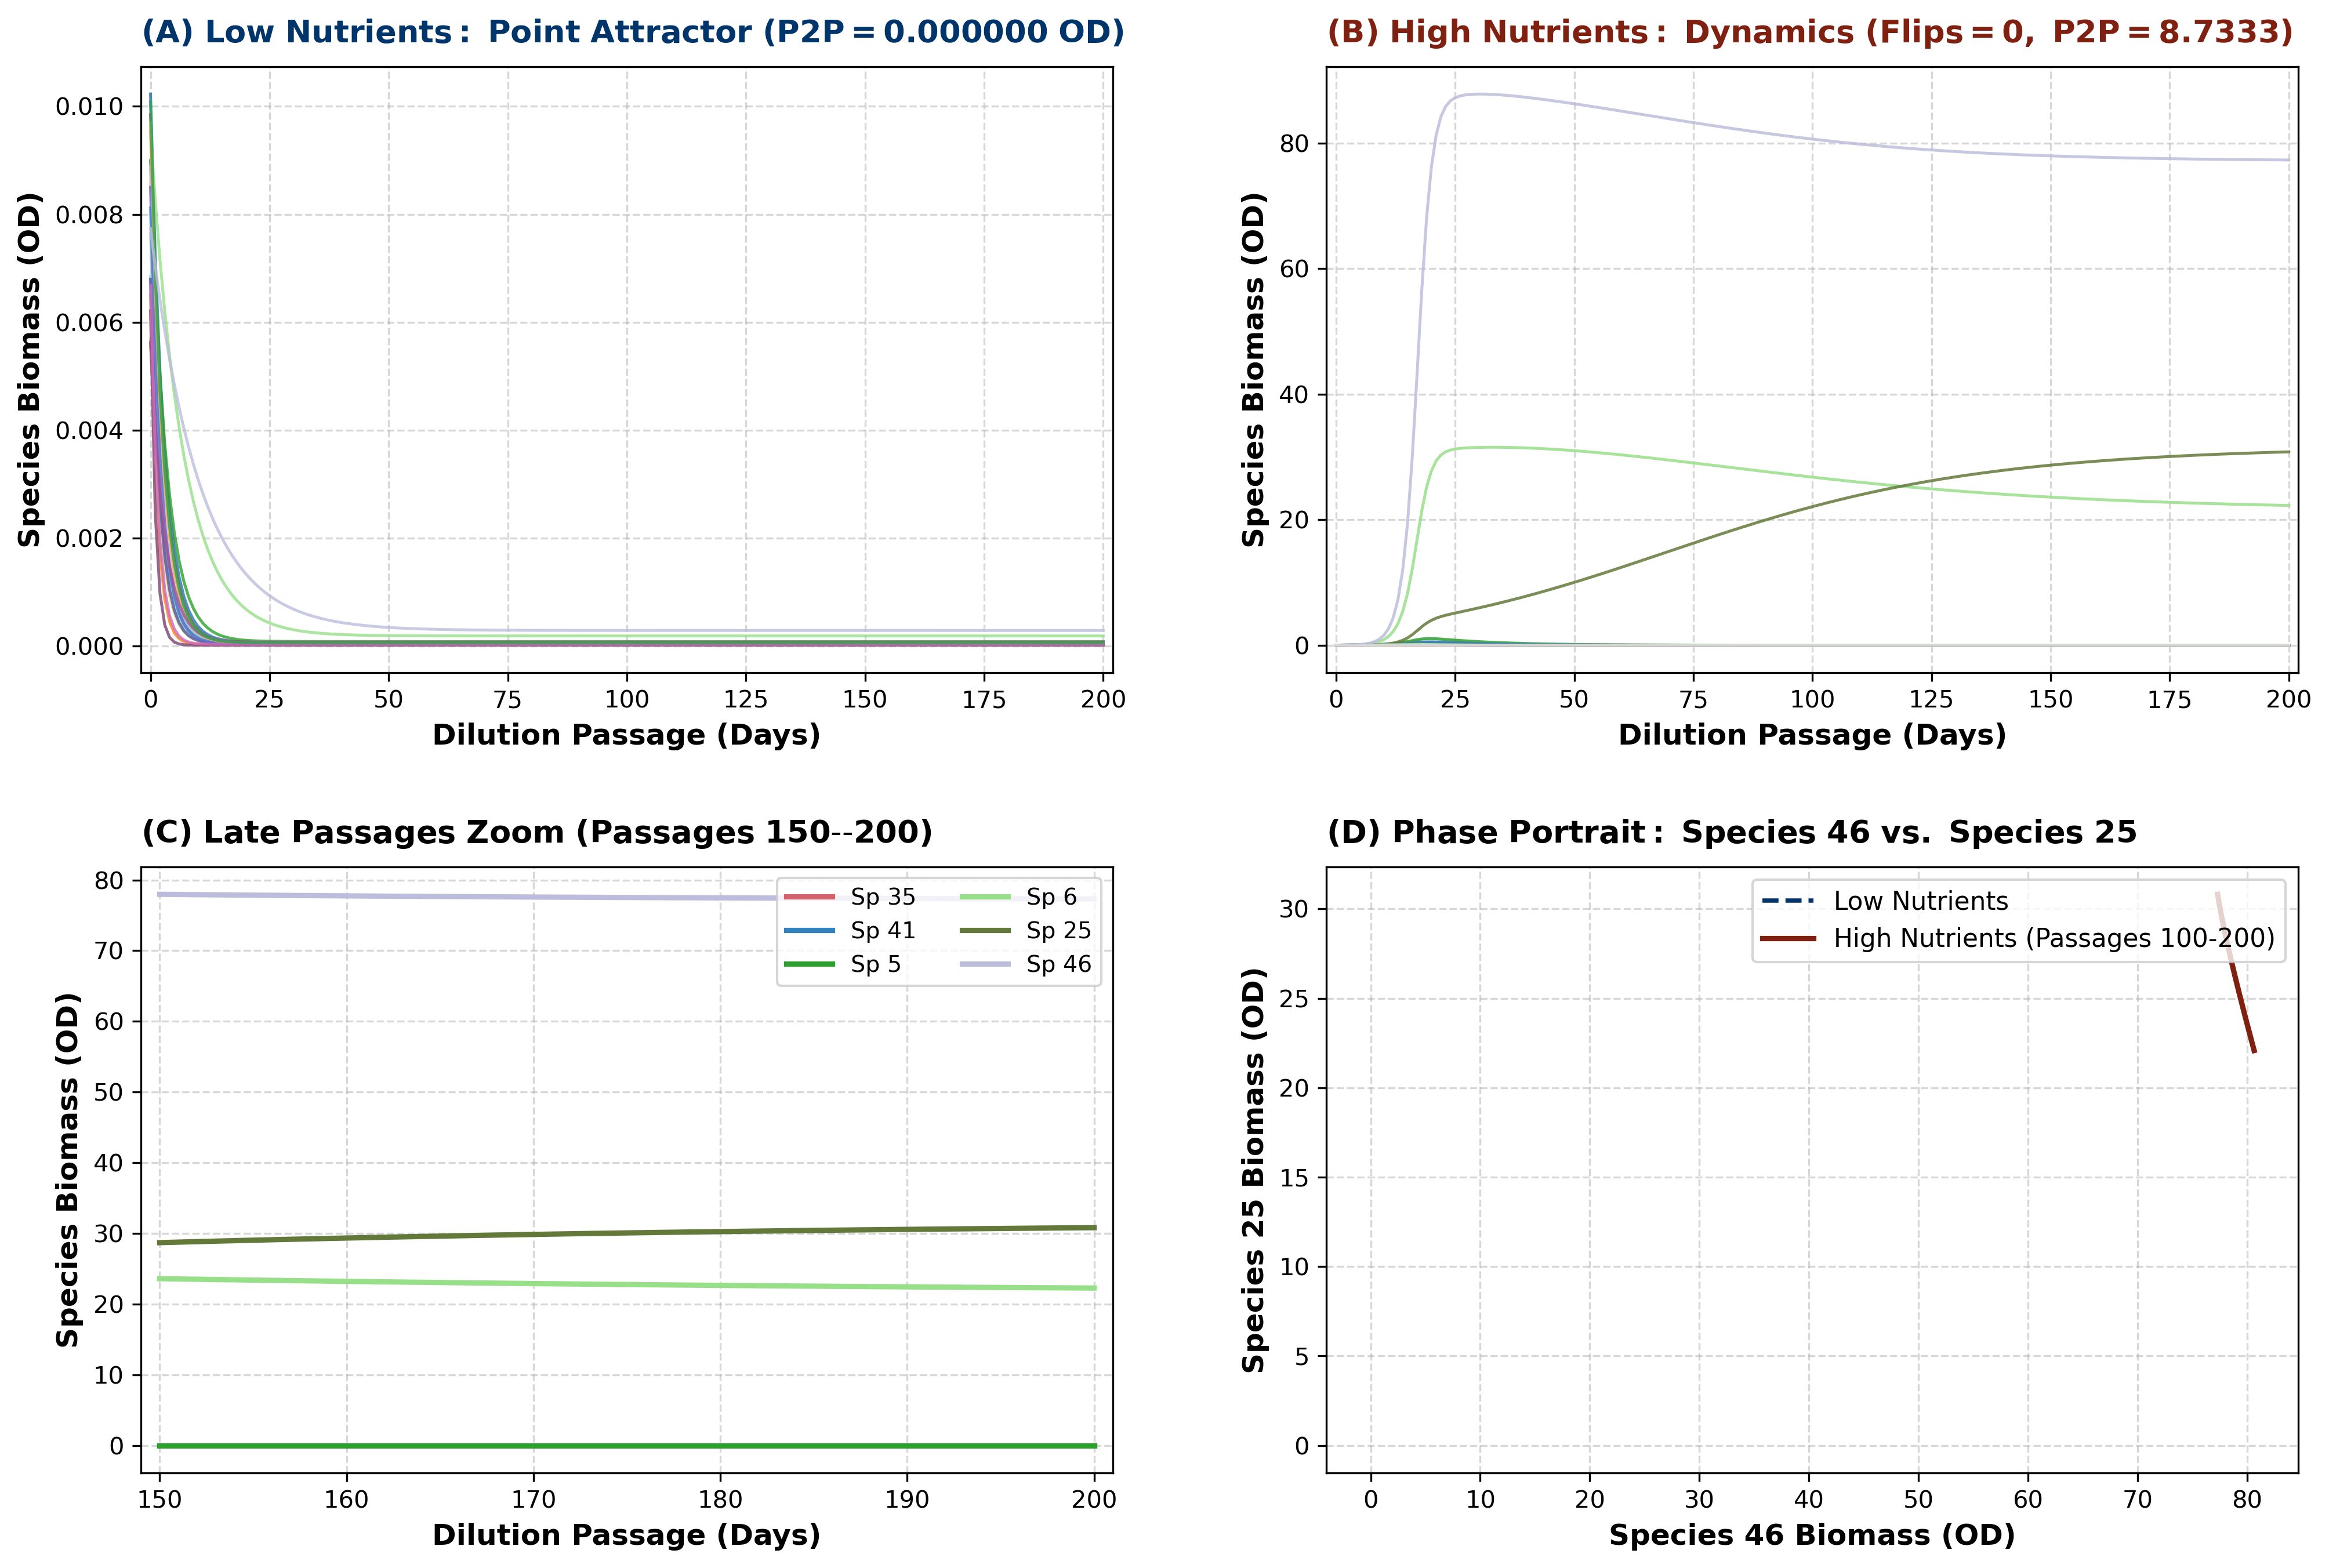 (A) Low Nutrients: Point Attractor (P2P = 0.000000 OD)
Species Biomass (OD)
0.010
0.008
0.006
0.004
0.002
0.000
0 25 50 75 100 125 150 175 200
Dilution Passage (Days)
(B) High Nutrients: Dynamics (Flips = 0, P2P = 8.7333)
Species Biomass (OD)
80
60
40
20
0
0 25 50 75 100 125 150 175 200
Dilution Passage (Days)
(C) Late Passages Zoom (Passages 150--200)
Species Biomass (OD)
80
70
60
50
40
30
20
10
0
Sp 35 Sp 6
Sp 41 Sp 25
Sp 5 Sp 46
150 160 170 180 190 200
Dilution Passage (Days)
(D) Phase Portrait: Species 46 vs. Species 25
Species 25 Biomass (OD)
30
25
20
15
10
5
0
Low Nutrients
High Nutrients (Passages 100-200)
0 10 20 30 40 50 60 70 80
Species 46 Biomass (OD)